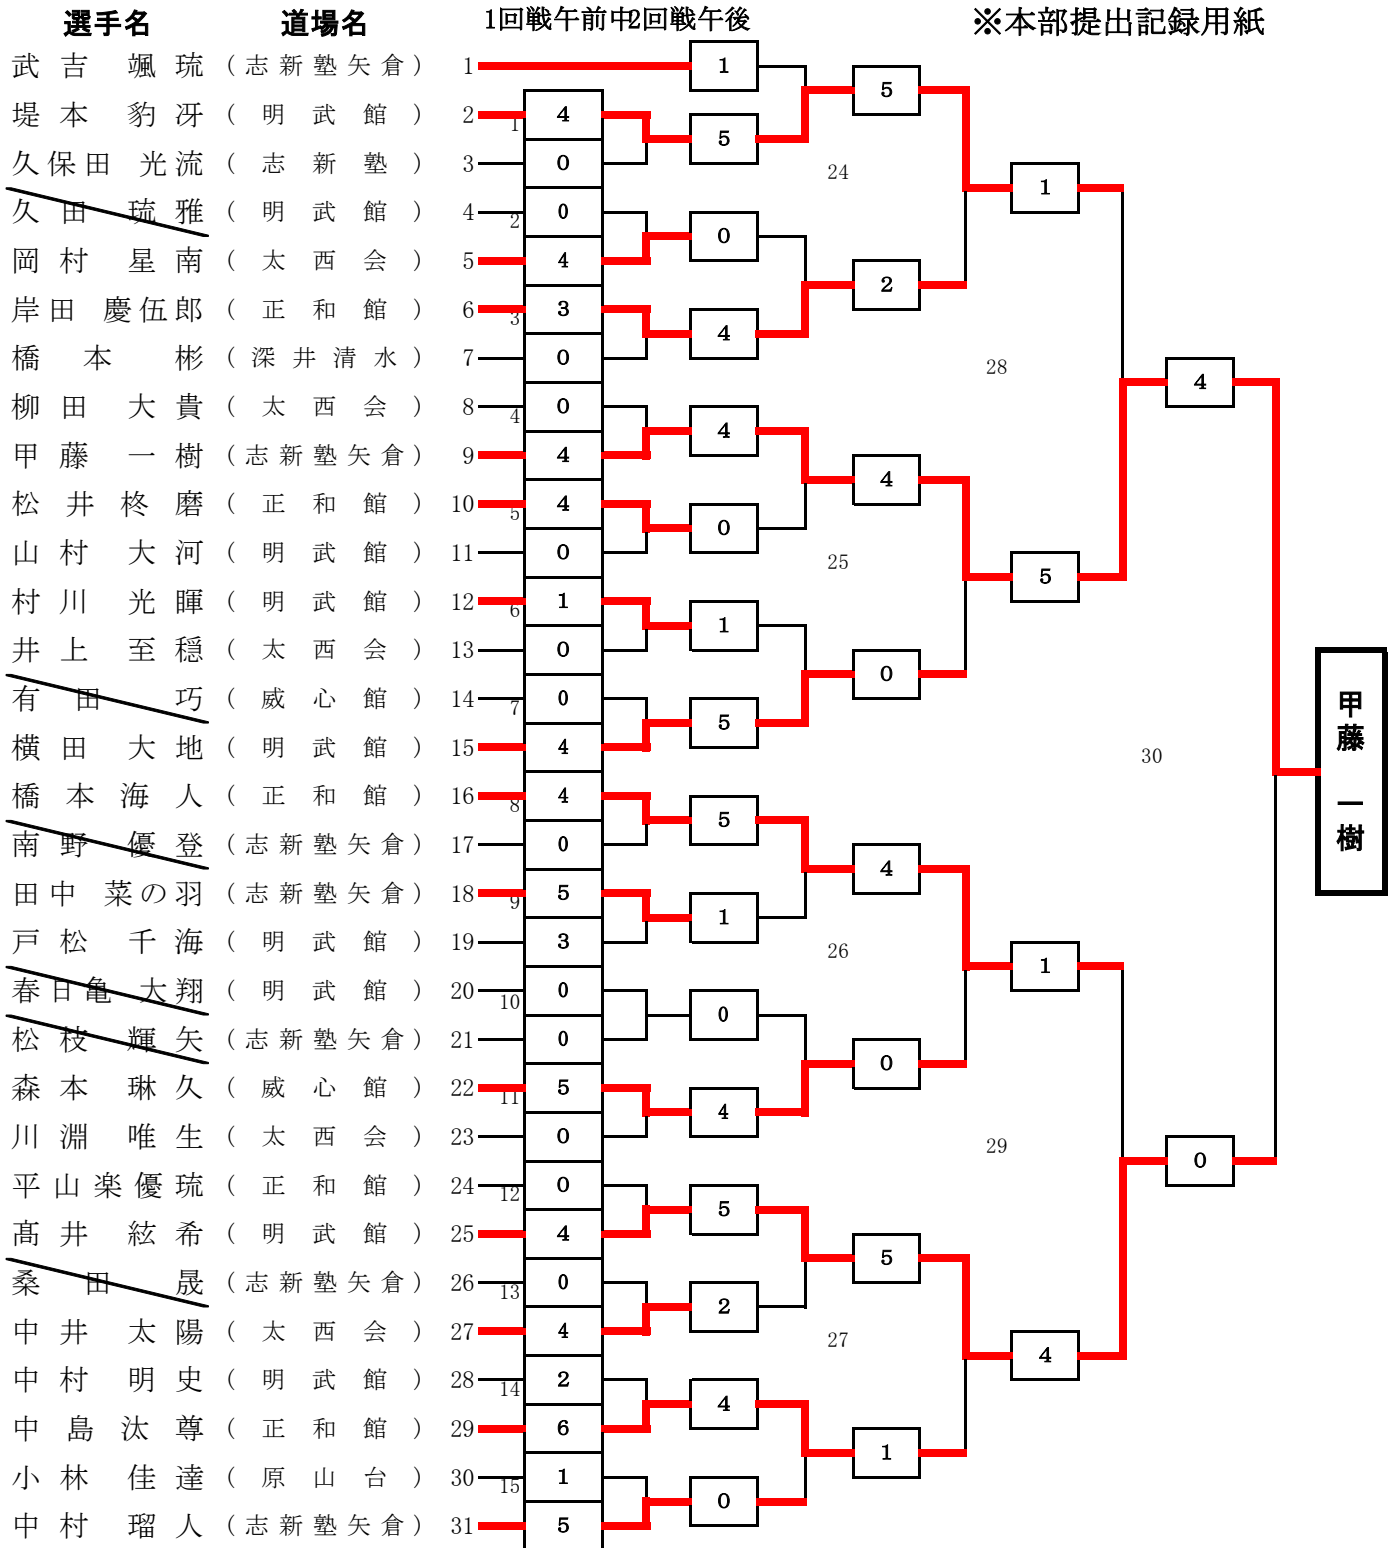 選手名 道場名 1回戦午前中 2回戦午後 ※本部提出記録用紙
武吉 颯琉 (志新塾矢倉) 1 1
5
堤本 豹冴 (明武館) 2 1 4
5
久保田 光流 (志新塾) 3 0
24
1
久田 琉雅 (明武館) 4 2 0
0
岡村 星南 (太西会) 5 4
2
岸田 慶伍郎 (正和館) 6 3 3
4
橋本 彬 (深井清水) 7 0
28
4
柳田 大貴 (太西会) 8 4 0
4
甲藤 一樹 (志新塾矢倉) 9 4
4
松井 柊磨 (正和館) 10 5 4
0
山村 大河 (明武館) 11 0
25
5
村川 光暉 (明武館) 12 6 1
1
井上 至穏 (太西会) 13 0
0
有田 巧 (威心館) 14 7 0
5
横田 大地 (明武館) 15 4
30
甲藤 一樹
橋本 海人 (正和館) 16 8 4
5
南野 優登 (志新塾矢倉) 17 0
4
田中 菜の羽 (志新塾矢倉) 18 9 5
1
戸松 千海 (明武館) 19 3
26
1
春日亀 大翔 (明武館) 20 10 0
0
松枝 輝矢 (志新塾矢倉) 21 0
0
森本 琳久 (威心館) 22 11 5
4
川淵 唯生 (太西会) 23 0
29
0
平山 楽優琉 (正和館) 24 12 0
5
髙井 絃希 (明武館) 25 4
5
桑田 晟 (志新塾矢倉) 26 13 0
2
中井 太陽 (太西会) 27 4
27
4
中村 明史 (明武館) 28 14 2
4
中島 汰尊 (正和館) 29 6
1
小林 佳達 (原山台) 30 15 1
0
中村 瑠人 (志新塾矢倉) 31 5